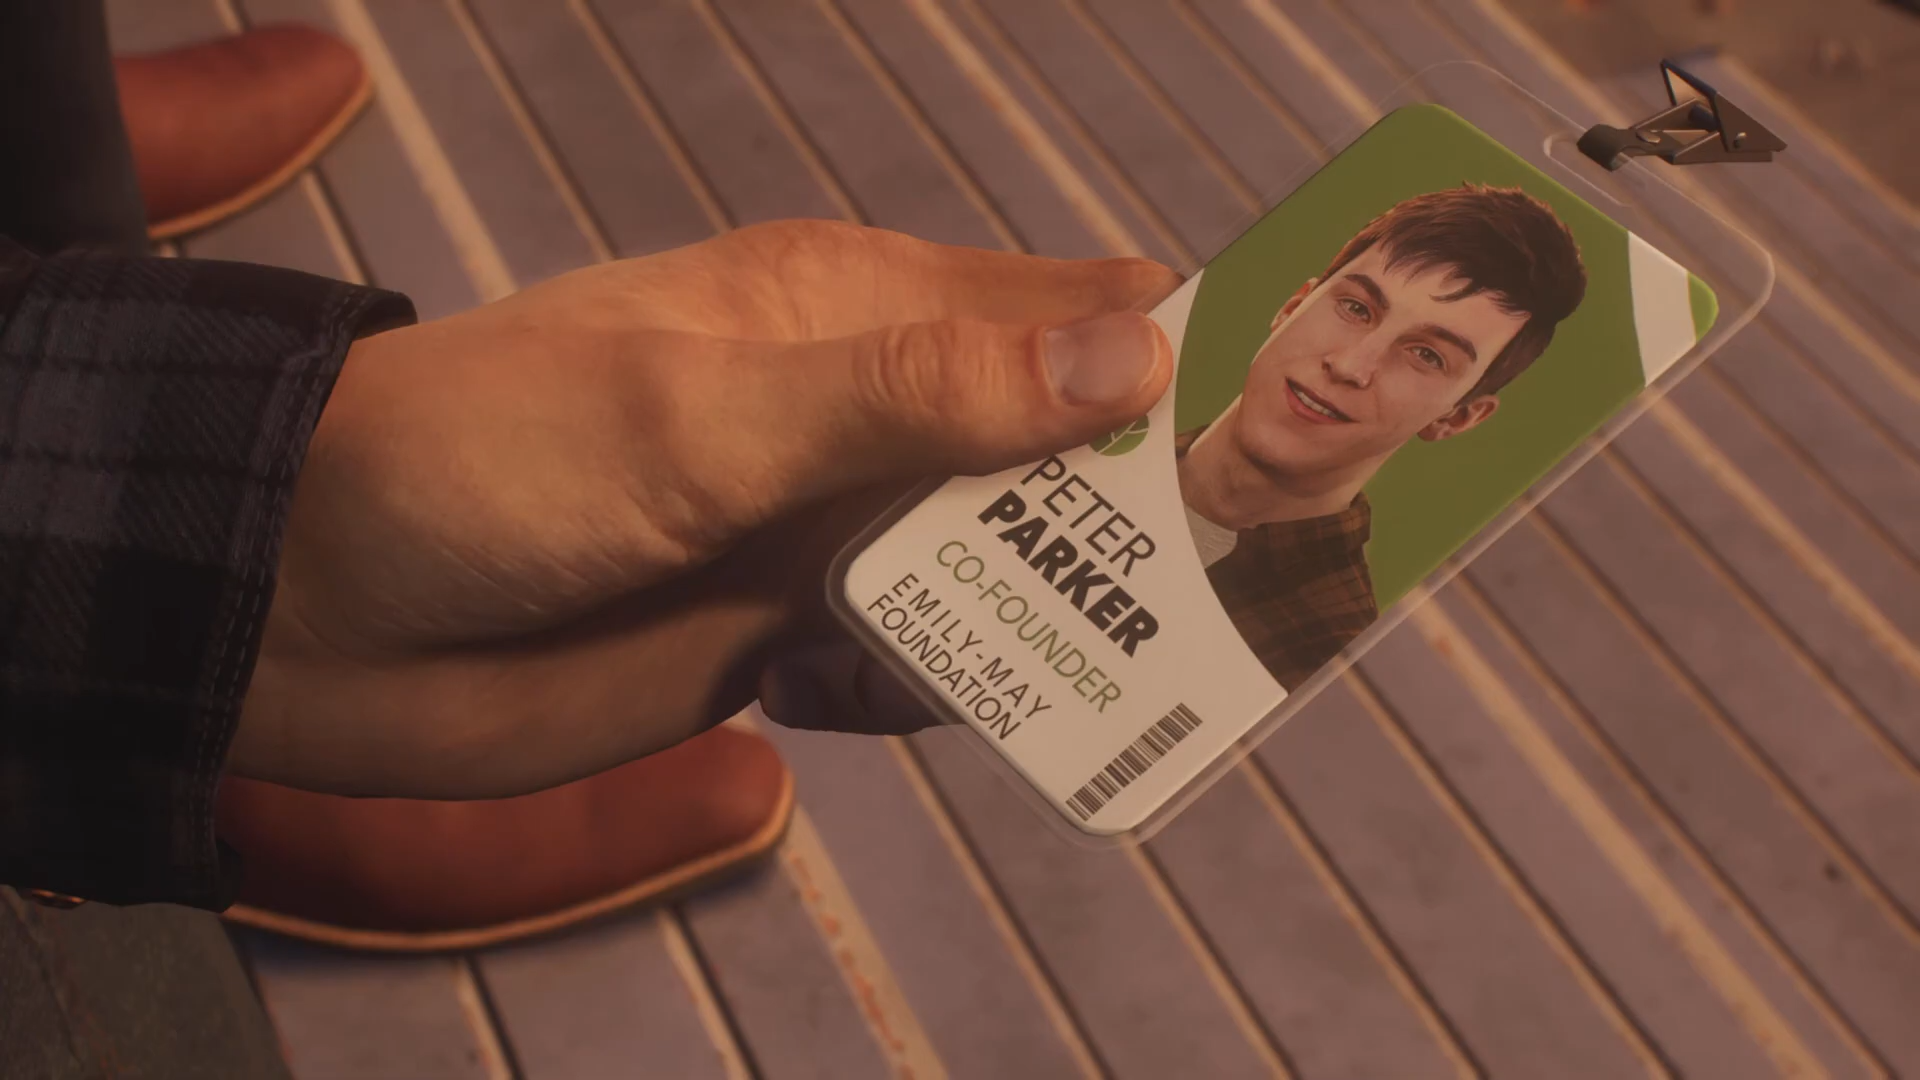 PETER
PARKER
CO-FOUNDER
EMILY-MAY
FOUNDATION